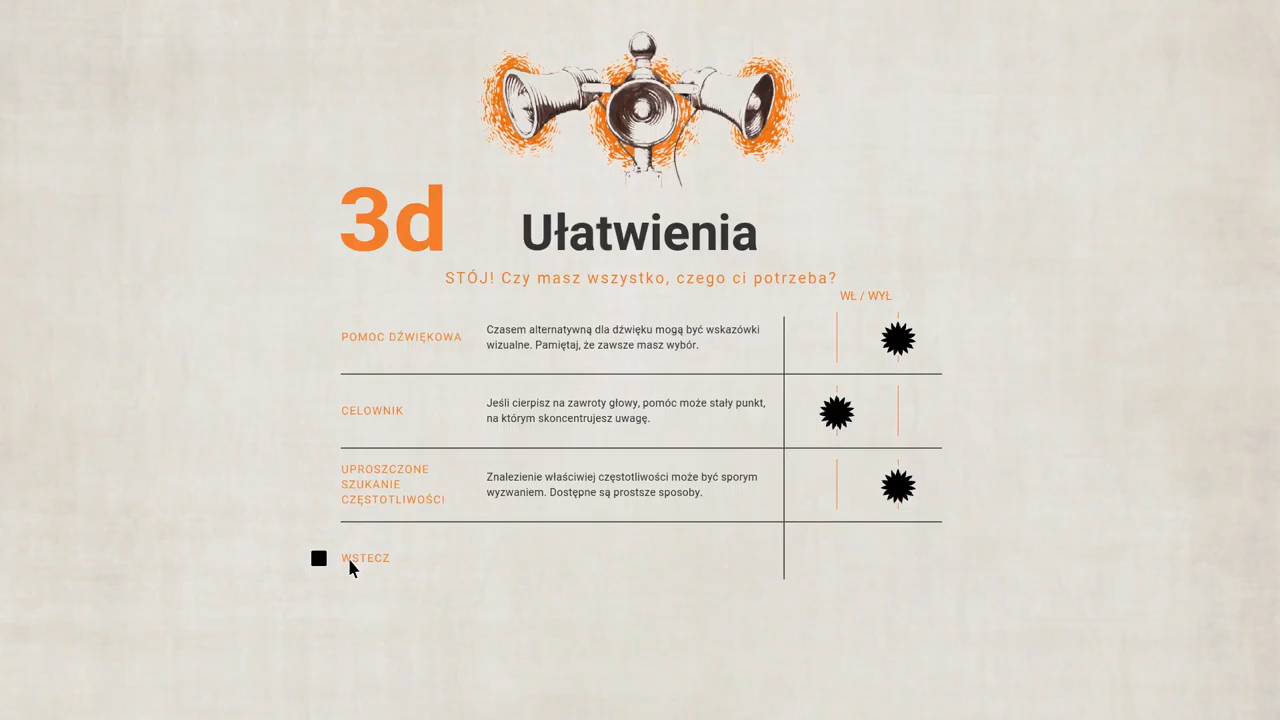 3d
Ułatwienia
STÓJ! Czy masz wszystko, czego ci potrzeba?
WŁ / WYŁ
POMOC DŹWIĘKOWA
Czasem alternatywną dla dźwięku mogą być wskazówki
wizualne. Pamiętaj, że zawsze masz wybór.
CELOWNIK
Jeśli cierpisz na zawroty głowy, pomóc może stały punkt,
na którym skoncentrujesz uwagę.
UPROSZCZONE
SZUKANIE
CZĘSTOTLIWOŚCI
Znalezienie właściwiej częstotliwości może być sporym
wyzwaniem. Dostępne są prostsze sposoby.
WSTECZ